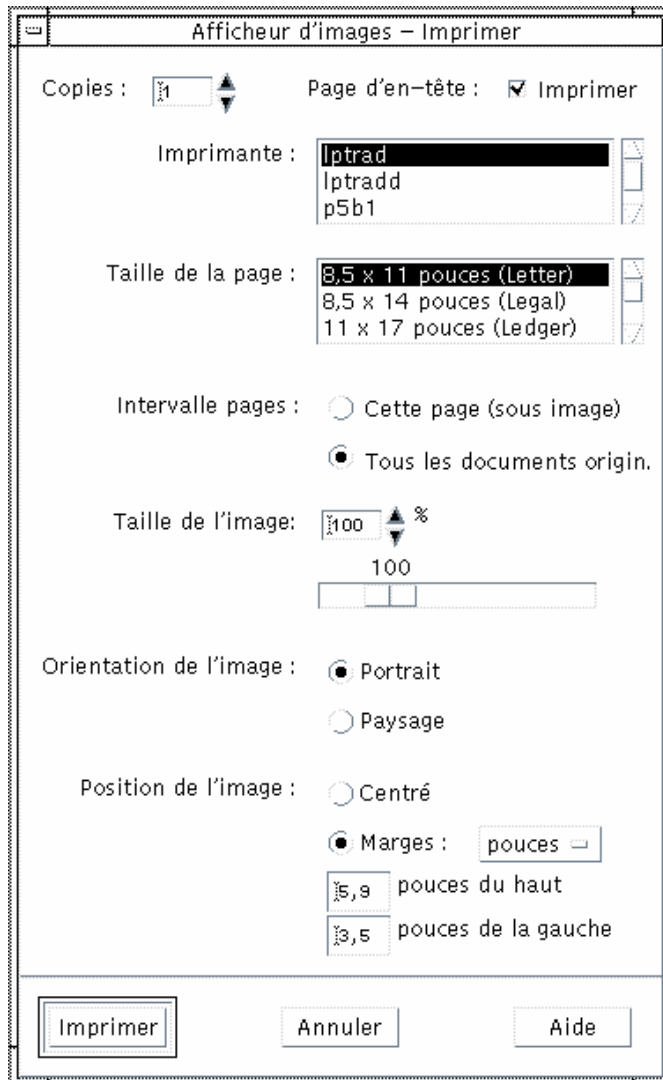 Afficheur d'images – Imprimer
Copies : 1 Page d'en–tête : Imprimer
Imprimante : lptrad
lptradd
p5b1
Taille de la page : 8,5 x 11 pouces (Letter)
8,5 x 14 pouces (Legal)
11 x 17 pouces (Ledger)
Intervalle pages : Cette page (sous image)
Tous les documents origin.
Taille de l'image: 100 %
100
Orientation de l'image : Portrait
Paysage
Position de l'image : Centré
Marges : pouces
5,9 pouces du haut
3,5 pouces de la gauche
Imprimer Annuler Aide